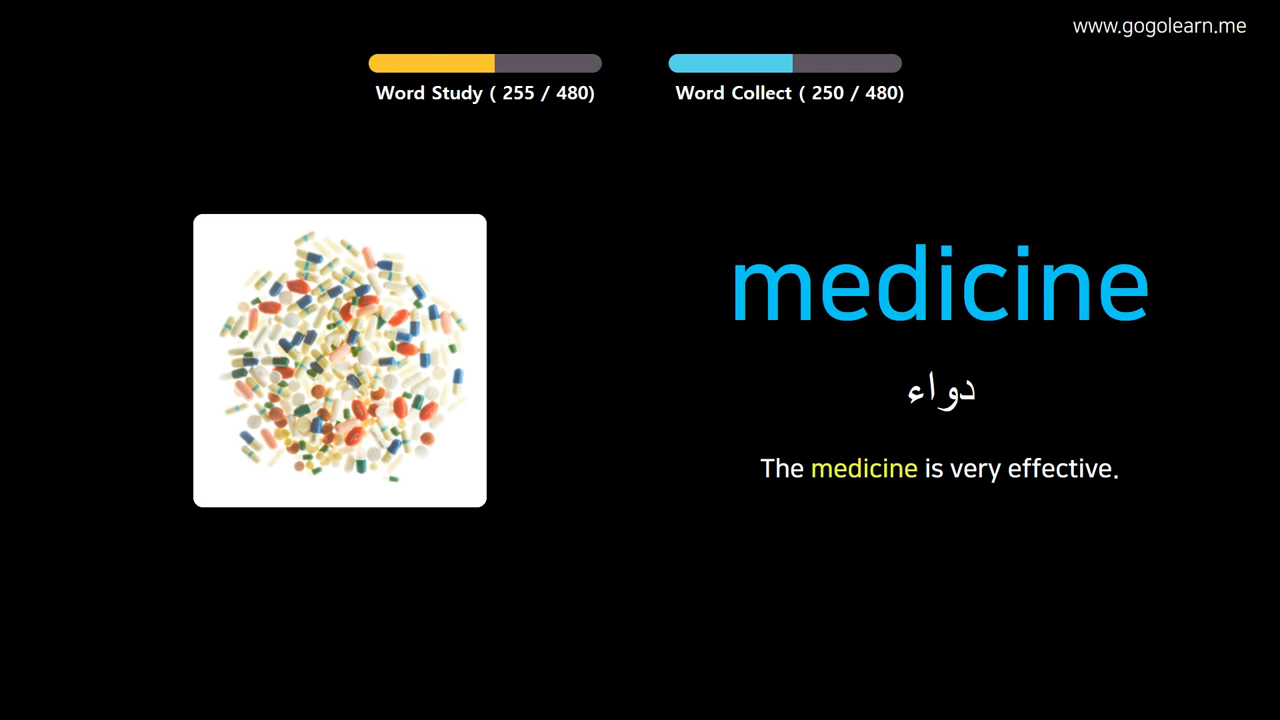 www.gogolearn.me
Word Study ( 255 / 480)
Word Collect ( 250 / 480)
medicine
دواء
The medicine is very effective.